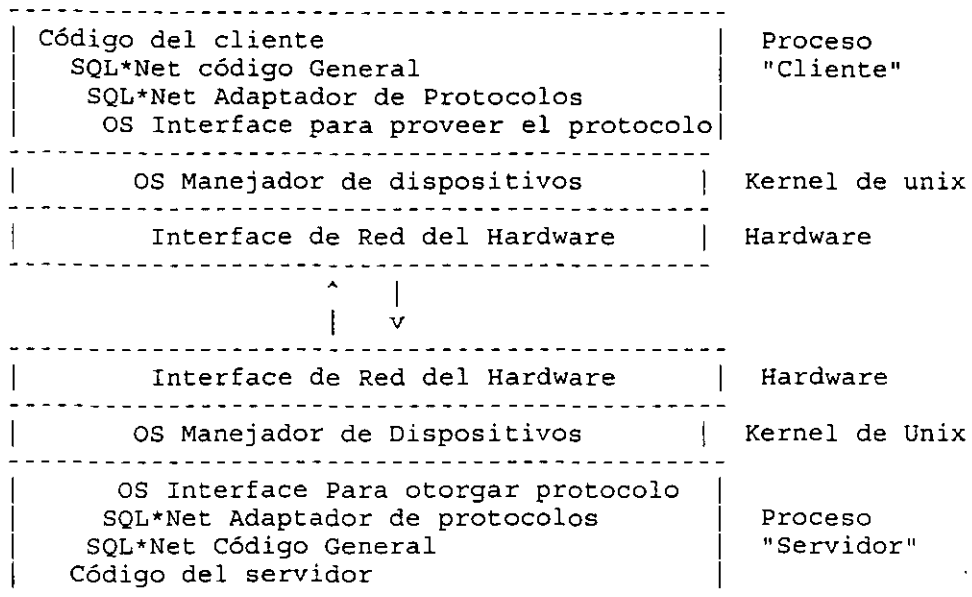 Código del cliente Proceso
SQL*Net código General "Cliente"
SQL*Net Adaptador de Protocolos
OS Interface para proveer el protocolo
OS Manejador de dispositivos Kernel de unix
Interface de Red del Hardware Hardware
Interface de Red del Hardware Hardware
OS Manejador de Dispositivos Kernel de Unix
OS Interface Para otorgar protocolo
SQL*Net Adaptador de protocolos Proceso
SQL*Net Código General "Servidor"
Código del servidor